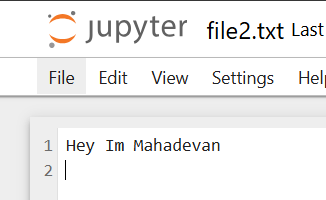 jupyter file2.txt Last
File Edit View Settings Help
1 Hey Im Mahadevan
2